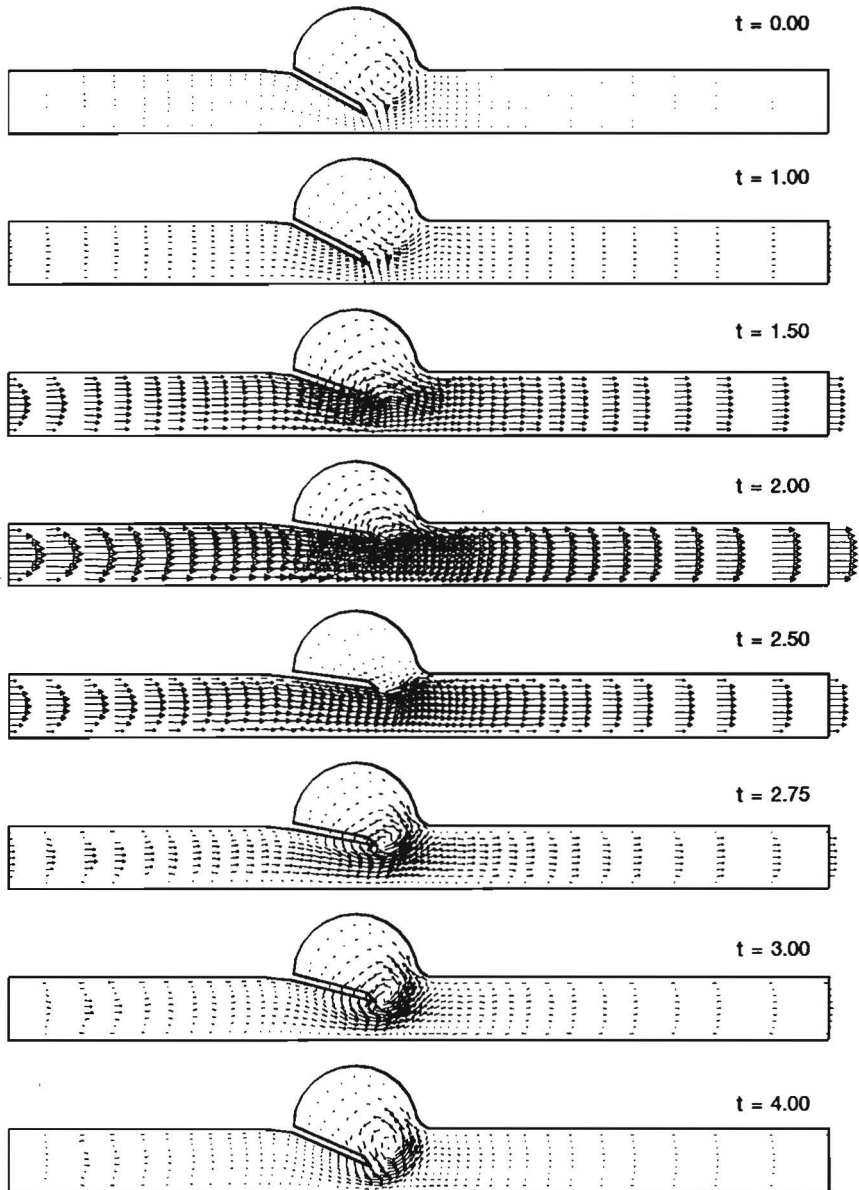 t = 0.00
t = 1.00
t = 1.50
t = 2.00
t = 2.50
t = 2.75
t = 3.00
t = 4.00